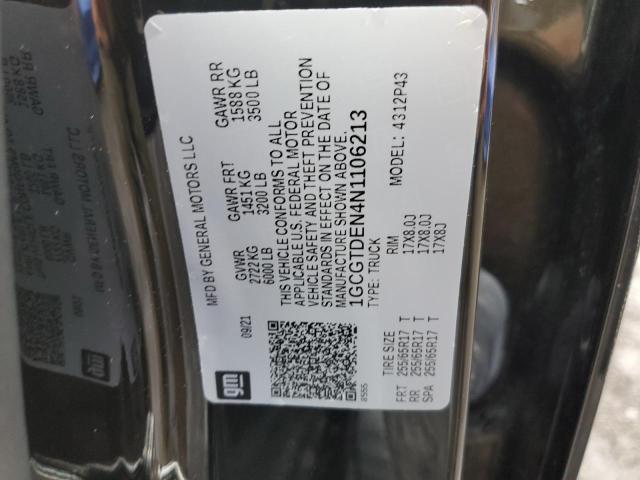 MFD BY GENERAL MOTORS LLC
09/21
GVWR
2722 KG
6000 LB
GAWR FRT
1451 KG
3200 LB
GAWR RR
1588 KG
3500 LB
THIS VEHICLE CONFORMS TO ALL
APPLICABLE U.S. FEDERAL MOTOR
VEHICLE SAFETY AND THEFT PREVENTION
STANDARDS IN EFFECT ON THE DATE OF
MANUFACTURE SHOWN ABOVE.
1GCGTDEN4N1106213
TYPE: TRUCK
MODEL: 4312P43
gm
TIRE SIZE RIM
FRT 255/65R17 T 17X8.0J
RR 255/65R17 T 17X8.0J
SPA 255/65R17 T 17X8J